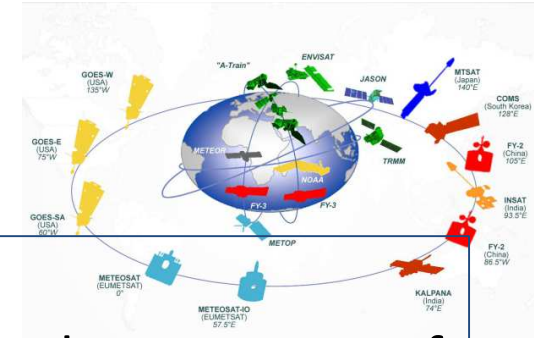 GOES-W
(USA)
135°W
"A-Train"
ENVISAT
JASON
MTSAT
(Japan)
140°E
COMS
(South Korea)
128°E
GOES-E
(USA)
75°W
METEOR
NOAA
TRMM
FY-2
(China)
105°E
INSAT
(India)
93.5°E
FY-3
FY-3
GOES-SA
(USA)
60°W
METOP
FY-2
(China)
86.5°W
METEOSAT
(EUMETSAT)
0°
METEOSAT-IO
(EUMETSAT)
57.5°E
KALPANA
(India)
74°E